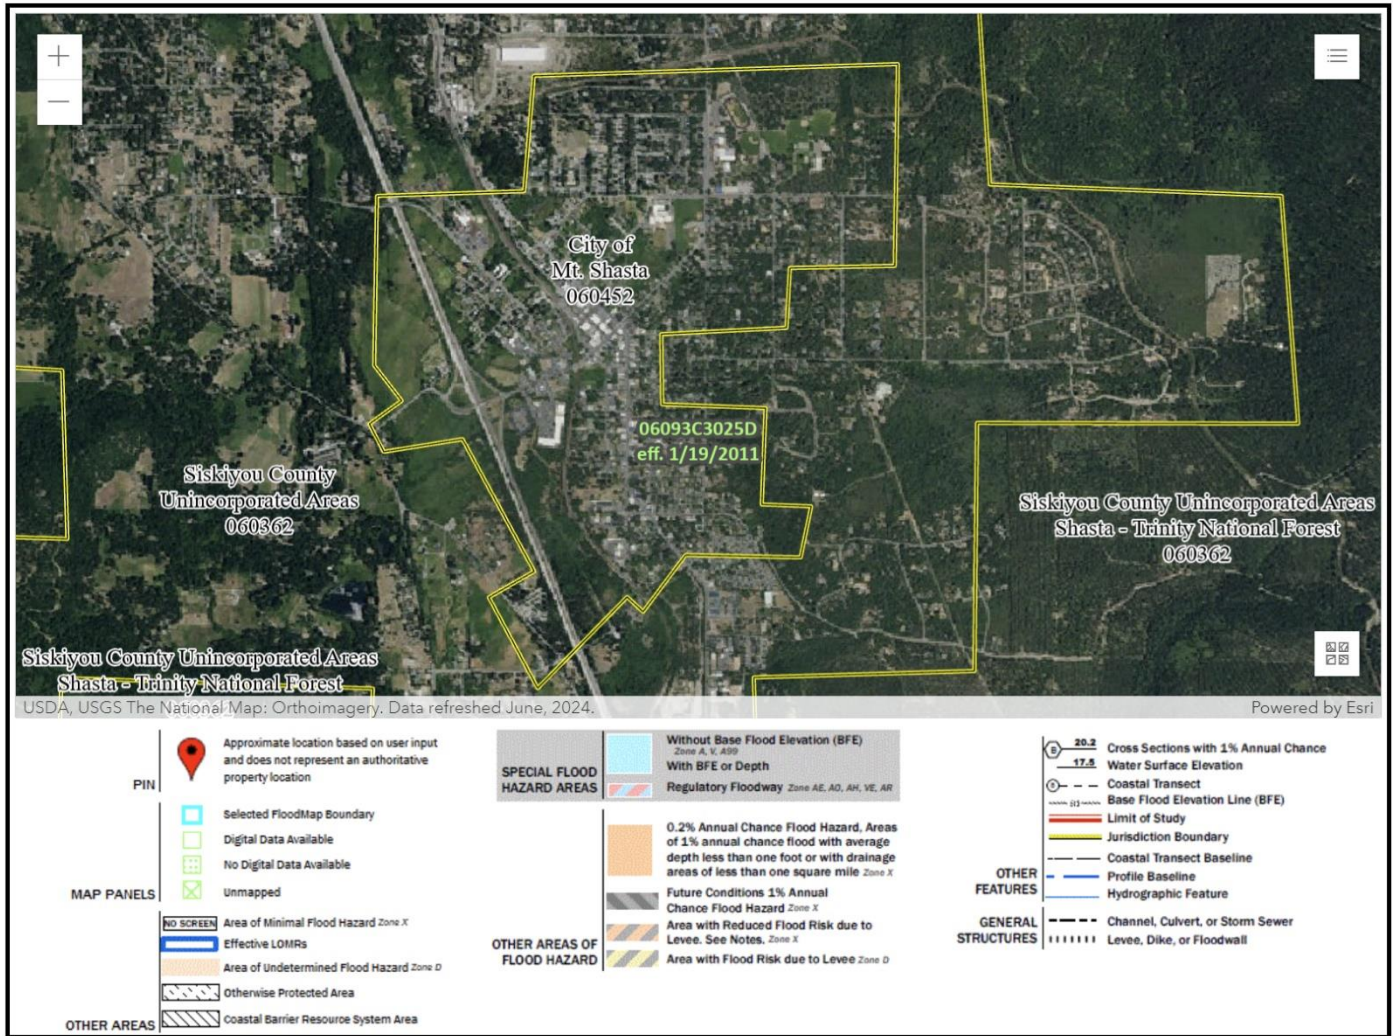 City of
Mt. Shasta
060452
06093C3025D
eff. 1/19/2011
Siskiyou County
Unincorporated Areas
060362
Siskiyou County Unincorporated Areas
Shasta - Trinity National Forest
060362
Siskiyou County Unincorporated Areas
Shasta - Trinity National Forest
USDA, USGS The National Map: Orthoimagery. Data refreshed June, 2024.
Powered by Esri
PIN
Approximate location based on user input
and does not represent an authoritative
property location
MAP PANELS
Selected FloodMap Boundary
Digital Data Available
No Digital Data Available
Unmapped
OTHER AREAS
NO SCREEN Area of Minimal Flood Hazard Zone X
Effective LOMRs
Area of Undetermined Flood Hazard Zone D
Otherwise Protected Area
Coastal Barrier Resource System Area
SPECIAL FLOOD
HAZARD AREAS
Without Base Flood Elevation (BFE)
Zone A, V, A99
With BFE or Depth
Regulatory Floodway Zone AE, AO, AH, VE, AR
OTHER AREAS OF
FLOOD HAZARD
0.2% Annual Chance Flood Hazard, Areas
of 1% annual chance flood with average
depth less than one foot or with drainage
areas of less than one square mile Zone X
Future Conditions 1% Annual
Chance Flood Hazard Zone X
Area with Reduced Flood Risk due to
Levee. See Notes. Zone X
Area with Flood Risk due to Levee Zone D
OTHER
FEATURES
B 20.2 Cross Sections with 1% Annual Chance
17.5 Water Surface Elevation
8 Coastal Transect
Base Flood Elevation Line (BFE)
Limit of Study
Jurisdiction Boundary
Coastal Transect Baseline
Profile Baseline
Hydrographic Feature
GENERAL
STRUCTURES
Channel, Culvert, or Storm Sewer
Levee, Dike, or Floodwall